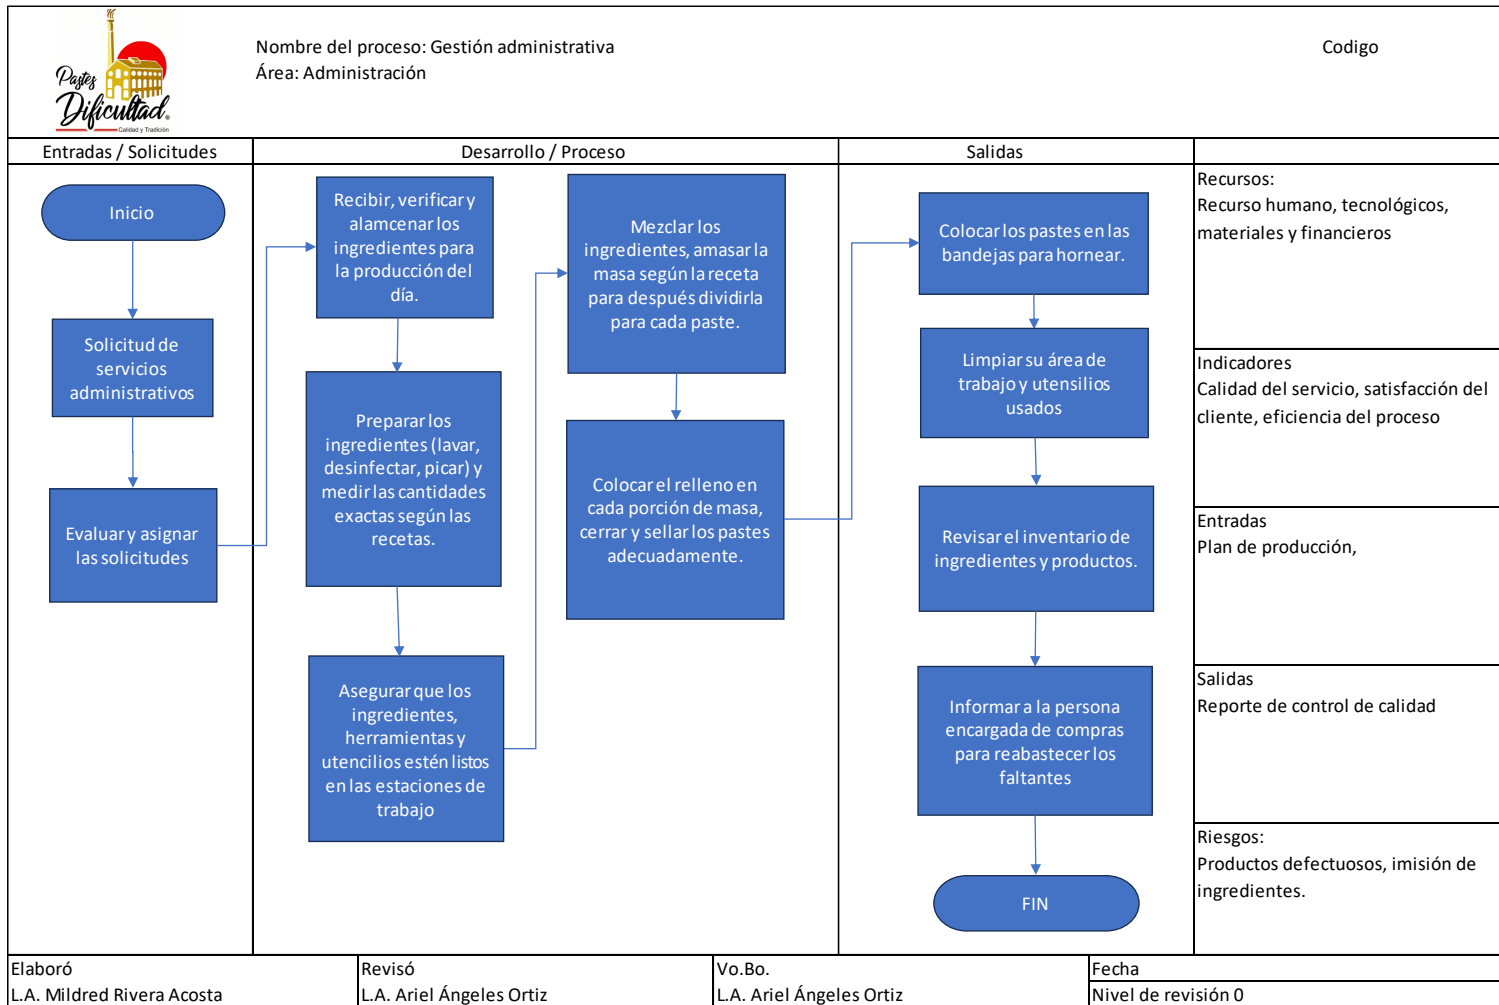 Pastes
Dificultad
Calidad y Tradición
Nombre del proceso: Gestión administrativa
Área: Administración
Codigo
Entradas / Solicitudes
Desarrollo / Proceso
Salidas
Inicio
Solicitud de
servicios
administrativos
Evaluar y asignar
las solicitudes
Recibir, verificar y
alamcenar los
ingredientes para
la producción del
día.
Preparar los
ingredientes (lavar,
desinfectar, picar) y
medir las cantidades
exactas según las
recetas.
Asegurar que los
ingredientes,
herramientas y
utencilios estén listos
en las estaciones de
trabajo
Mezclar los
ingredientes, amasar la
masa según la receta
para después dividirla
para cada paste.
Colocar el relleno en
cada porción de masa,
cerrar y sellar los pastes
adecuadamente.
Colocar los pastes en las
bandejas para hornear.
Limpiar su área de
trabajo y utensilios
usados
Revisar el inventario de
ingredientes y productos.
Informar a la persona
encargada de compras
para reabastecer los
faltantes
FIN
Recursos:
Recurso humano, tecnológicos,
materiales y financieros
Indicadores
Calidad del servicio, satisfacción del
cliente, eficiencia del proceso
Entradas
Plan de producción,
Salidas
Reporte de control de calidad
Riesgos:
Productos defectuosos, imisión de
ingredientes.
Elaboró
L.A. Mildred Rivera Acosta
Revisó
L.A. Ariel Ángeles Ortiz
Vo.Bo.
L.A. Ariel Ángeles Ortiz
Fecha
Nivel de revisión 0